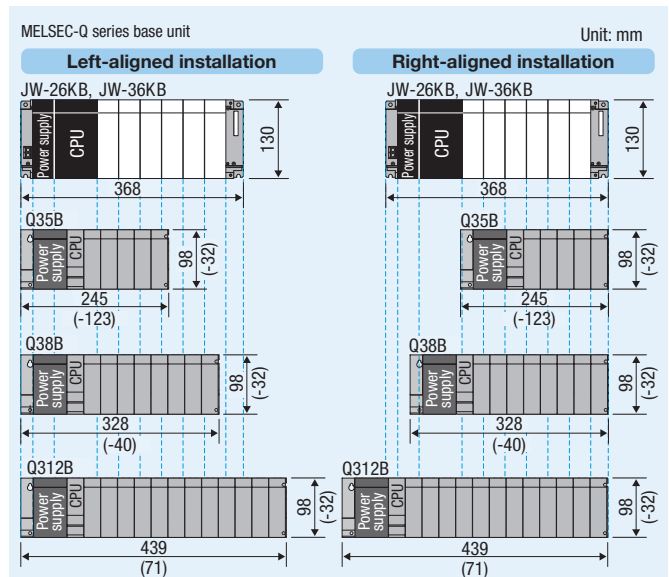 MELSEC-Q series base unit
Unit: mm
Left-aligned installation
JW-26KB, JW-36KB
Power supply
CPU
130
368
Q35B
Power supply
CPU
98
(-32)
245
(-123)
Q38B
Power supply
CPU
98
(-32)
328
(-40)
Q312B
Power supply
CPU
98
(-32)
439
(71)
Right-aligned installation
JW-26KB, JW-36KB
Power supply
CPU
130
368
Q35B
Power supply
CPU
98
(-32)
245
(-123)
Q38B
Power supply
CPU
98
(-32)
328
(-40)
Q312B
Power supply
CPU
98
(-32)
439
(71)